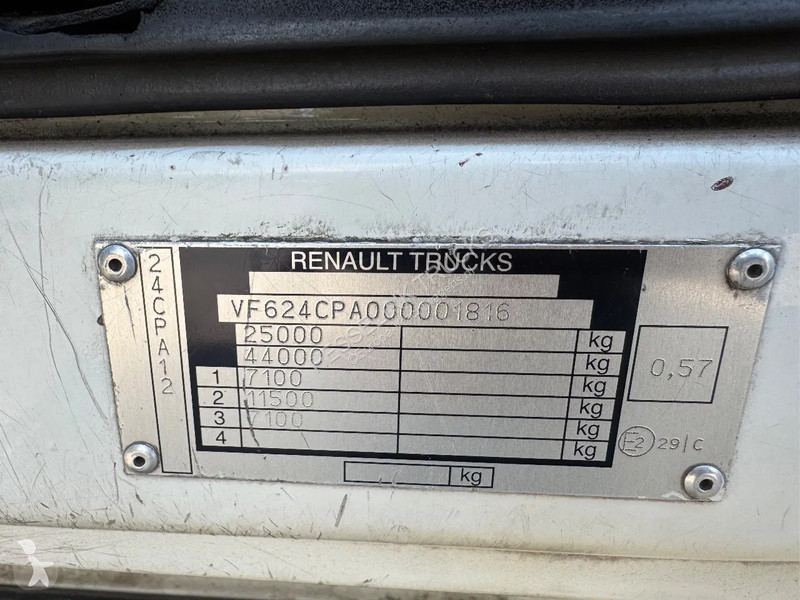 RENAULT TRUCKS
24CPA12
VF624CPA000001816
25000 kg
44000 kg
1 7100 kg
2 11500 kg
3 7100 kg
4 kg
kg
0,57
E2 29|C